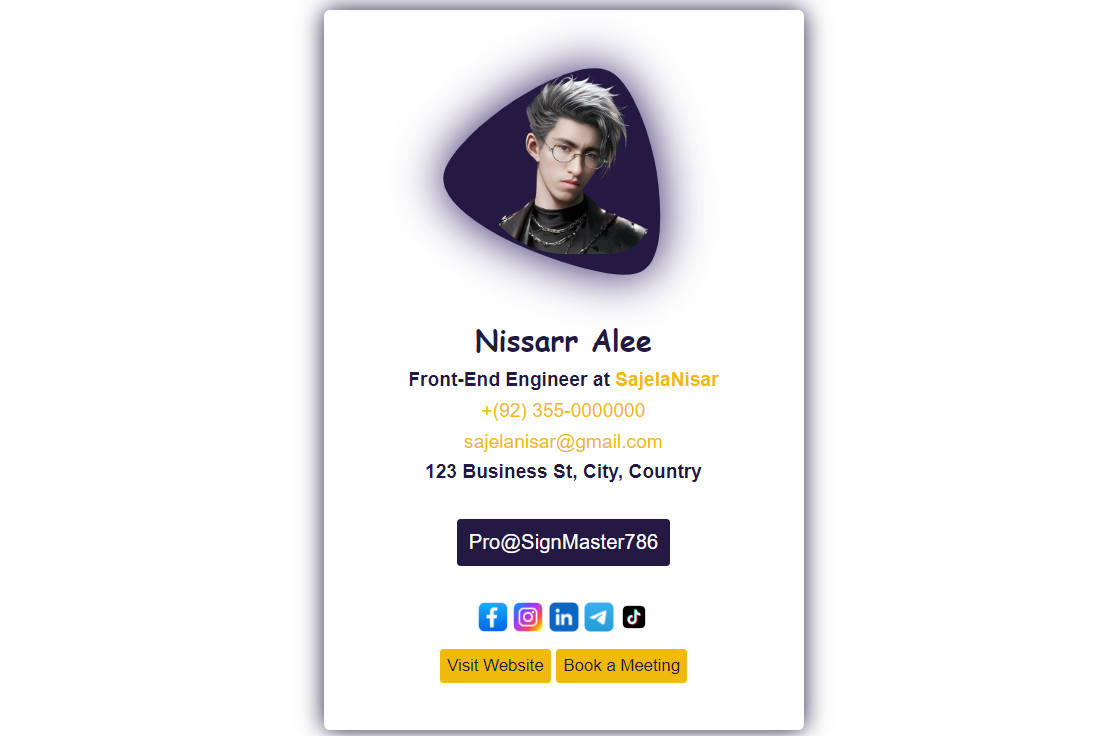 Nissarr Alee
Front-End Engineer at SajelaNisar
+(92) 355-0000000
sajelanisar@gmail.com
123 Business St, City, Country
Pro@SignMaster786
f in
Visit Website Book a Meeting